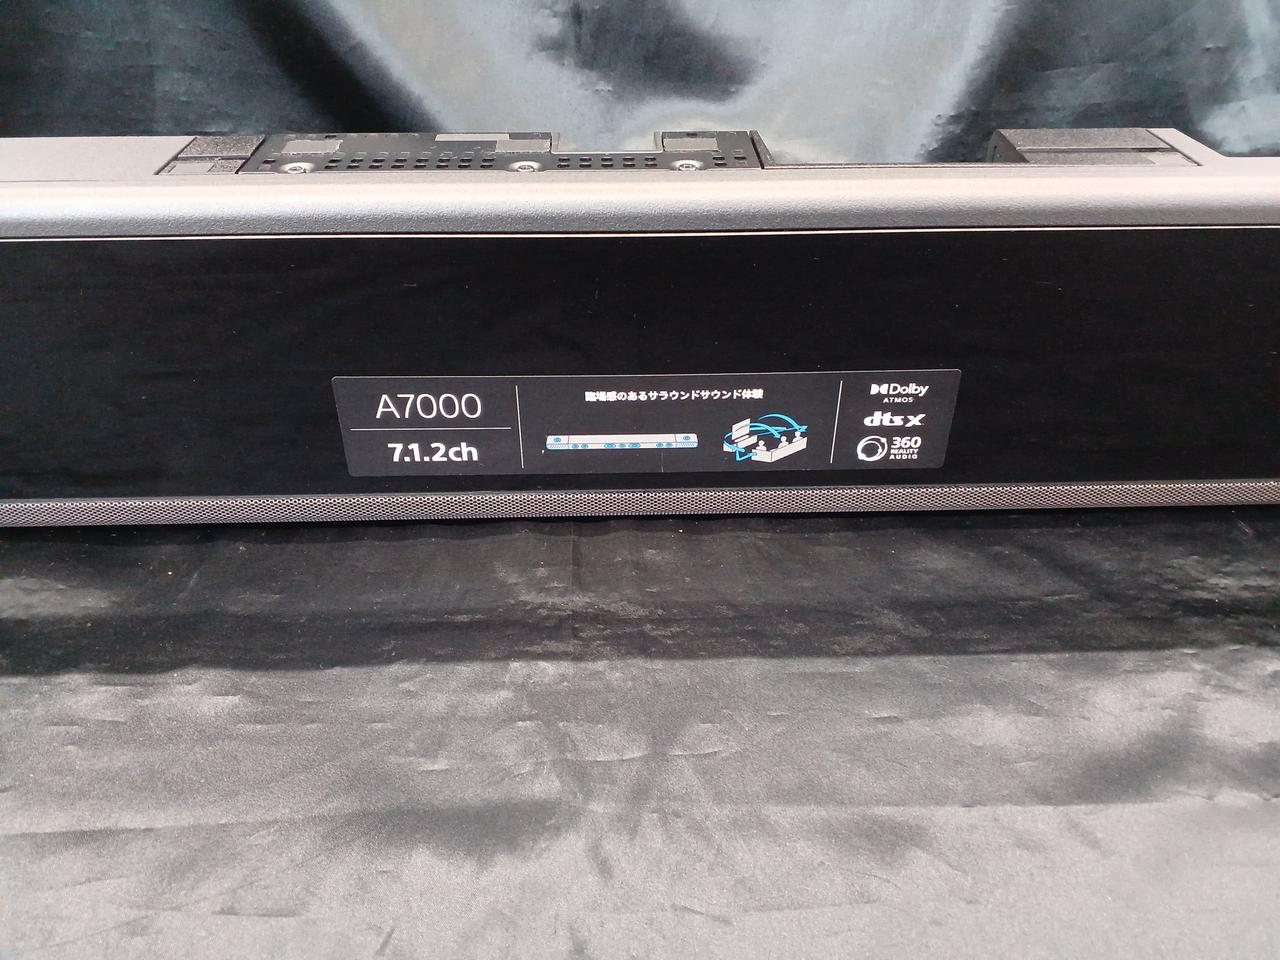 A7000
7.1.2ch
臨場感のあるサラウンドサウンド体験
Dolby
ATMOS
dts X
360
REALITY
AUDIO